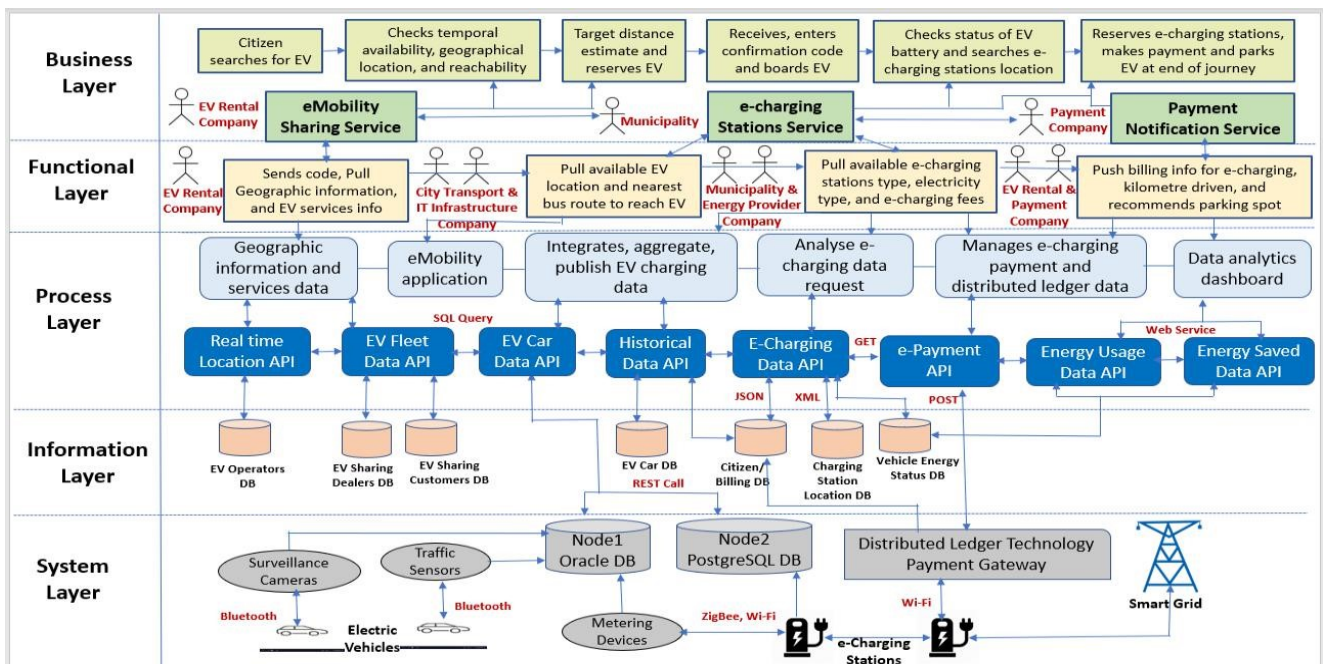 Business
Layer
Citizen
searches for EV
Checks temporal
availability, geographical
location, and reachability
Target distance
estimate and
reserves EV
Receives, enters
confirmation code
and boards EV
Checks status of EV
battery and searches e-
charging stations location
Reserves e-charging stations,
makes payment and parks
EV at end of journey
EV Rental
Company
eMobility
Sharing Service
Municipality
e-charging
Stations Service
Payment
Company
Payment
Notification Service
Functional
Layer
EV Rental
Company
Sends code, Pull
Geographic information,
and EV services info
City Transport &
IT Infrastructure
Company
Pull available EV
location and nearest
bus route to reach EV
Municipality &
Energy Provider
Company
Pull available e-charging
stations type, electricity
type, and e-charging fees
EV Rental &
Payment
Company
Push billing info for e-charging,
kilometre driven, and
recommends parking spot
Process
Layer
Geographic
information and
services data
eMobility
application
Integrates, aggregate,
publish EV charging
data
Analyse e-
charging data
request
Manages e-charging
payment and
distributed ledger data
Data analytics
dashboard
SQL Query
GET
Web Service
Real time
Location API
EV Fleet
Data API
EV Car
Data API
Historical
Data API
E-Charging
Data API
e-Payment
API
Energy Usage
Data API
Energy Saved
Data API
JSON
XML
POST
Information
Layer
EV Operators
DB
EV Sharing
Dealers DB
EV Sharing
Customers DB
EV Car DB
Citizen/
Billing DB
Charging
Station
Location DB
Vehicle Energy
Status DB
REST Call
System
Layer
Surveillance
Cameras
Traffic
Sensors
Node1
Oracle DB
Node2
PostgreSQL DB
Distributed Ledger Technology
Payment Gateway
Smart Grid
Bluetooth
Bluetooth
Electric
Vehicles
Metering
Devices
ZigBee, Wi-Fi
Wi-Fi
e-Charging
Stations